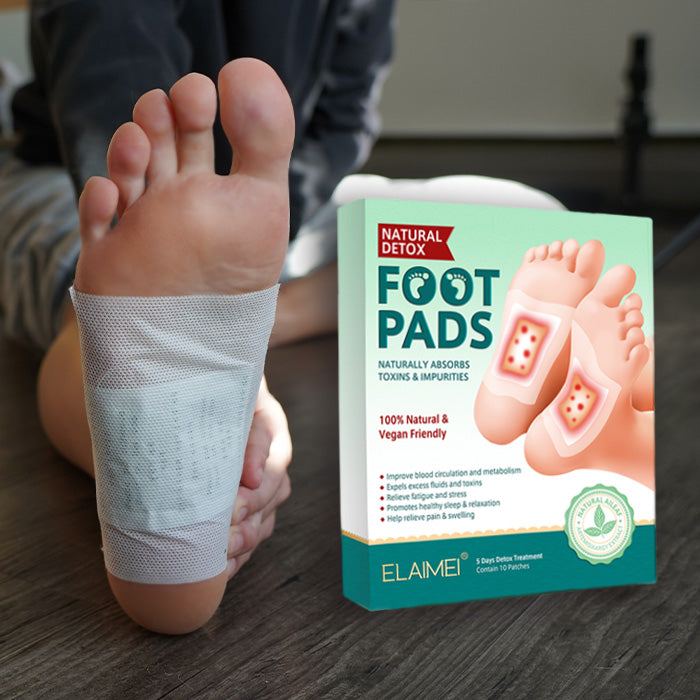 NATURAL
DETOX
FOOT
PADS
NATURALLY ABSORBS
TOXINS & IMPURITIES
100% Natural &
Vegan Friendly
• Improve blood circulation and metabolism
• Expels excess fluids and toxins
• Relieve fatigue and stress
• Promotes healthy sleep & relaxation
• Help relieve pain & swelling
NATURAL
ELAIMEI®
5 Days Detox Treatment
Contain 10 Patches